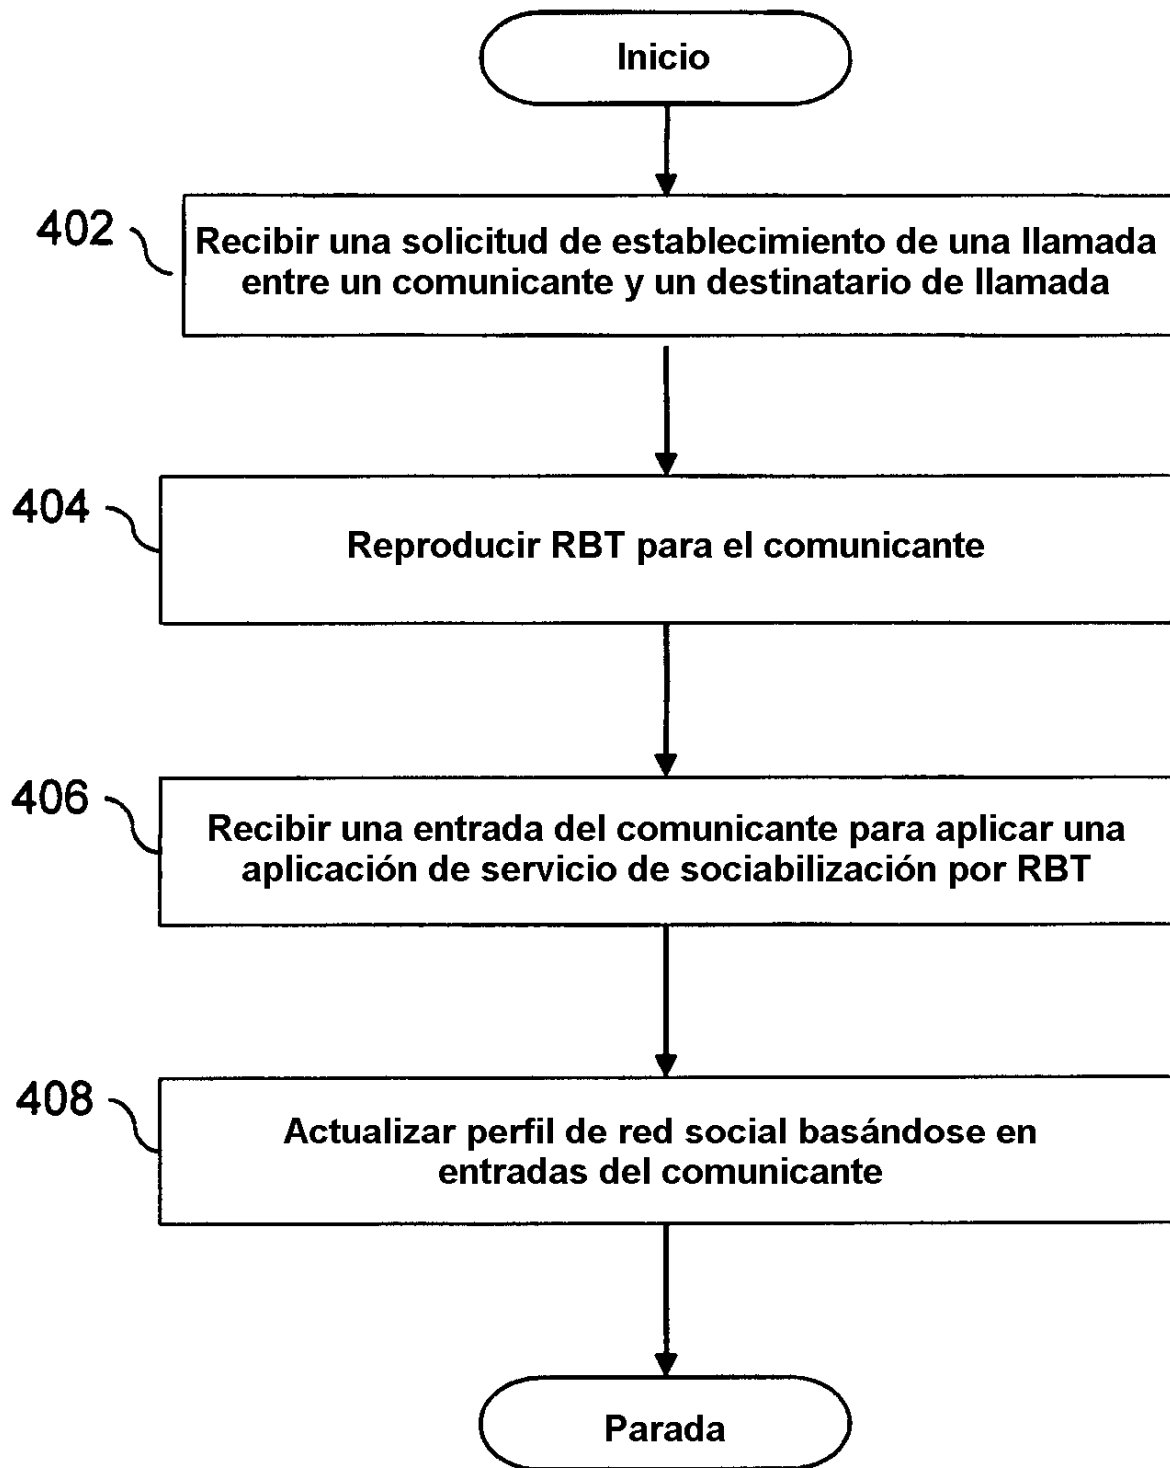 Inicio
402
Recibir una solicitud de establecimiento de una llamada
entre un comunicante y un destinatario de llamada
404
Reproducir RBT para el comunicante
406
Recibir una entrada del comunicante para aplicar una
aplicación de servicio de sociabilización por RBT
408
Actualizar perfil de red social basándose en
entradas del comunicante
Parada